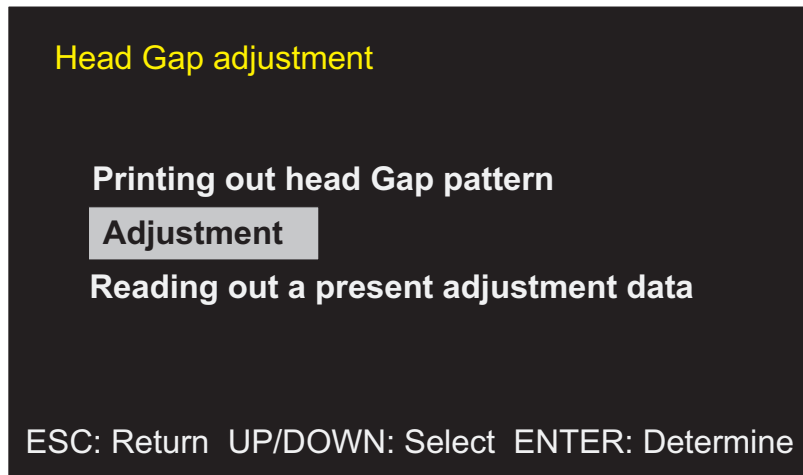 Head Gap adjustment
Printing out head Gap pattern
Adjustment
Reading out a present adjustment data
ESC: Return UP/DOWN: Select ENTER: Determine